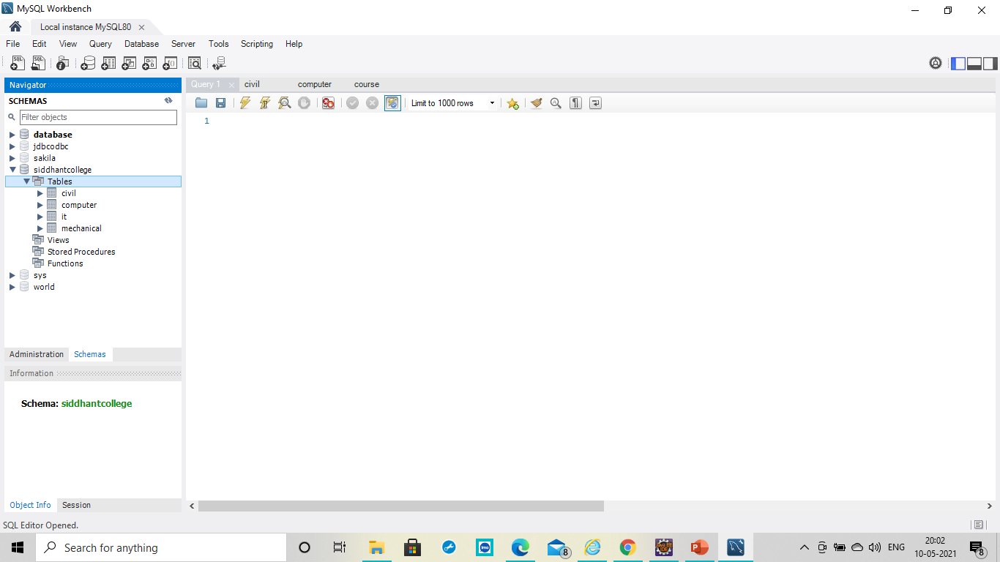 MySQL Workbench
Local instance MySQL80
File Edit View Query Database Server Tools Scripting Help
Navigator
SCHEMAS
Filter objects
database
jdbcodbc
sakila
siddhantcollege
Tables
civil
computer
it
mechanical
Views
Stored Procedures
Functions
sys
world
Administration Schemas
Information
Schema: siddhantcollege
Object Info Session
Query 1 civil computer course
Limit to 1000 rows
1
SQL Editor Opened.
Search for anything
8
ENG
20:02
10-05-2021
8